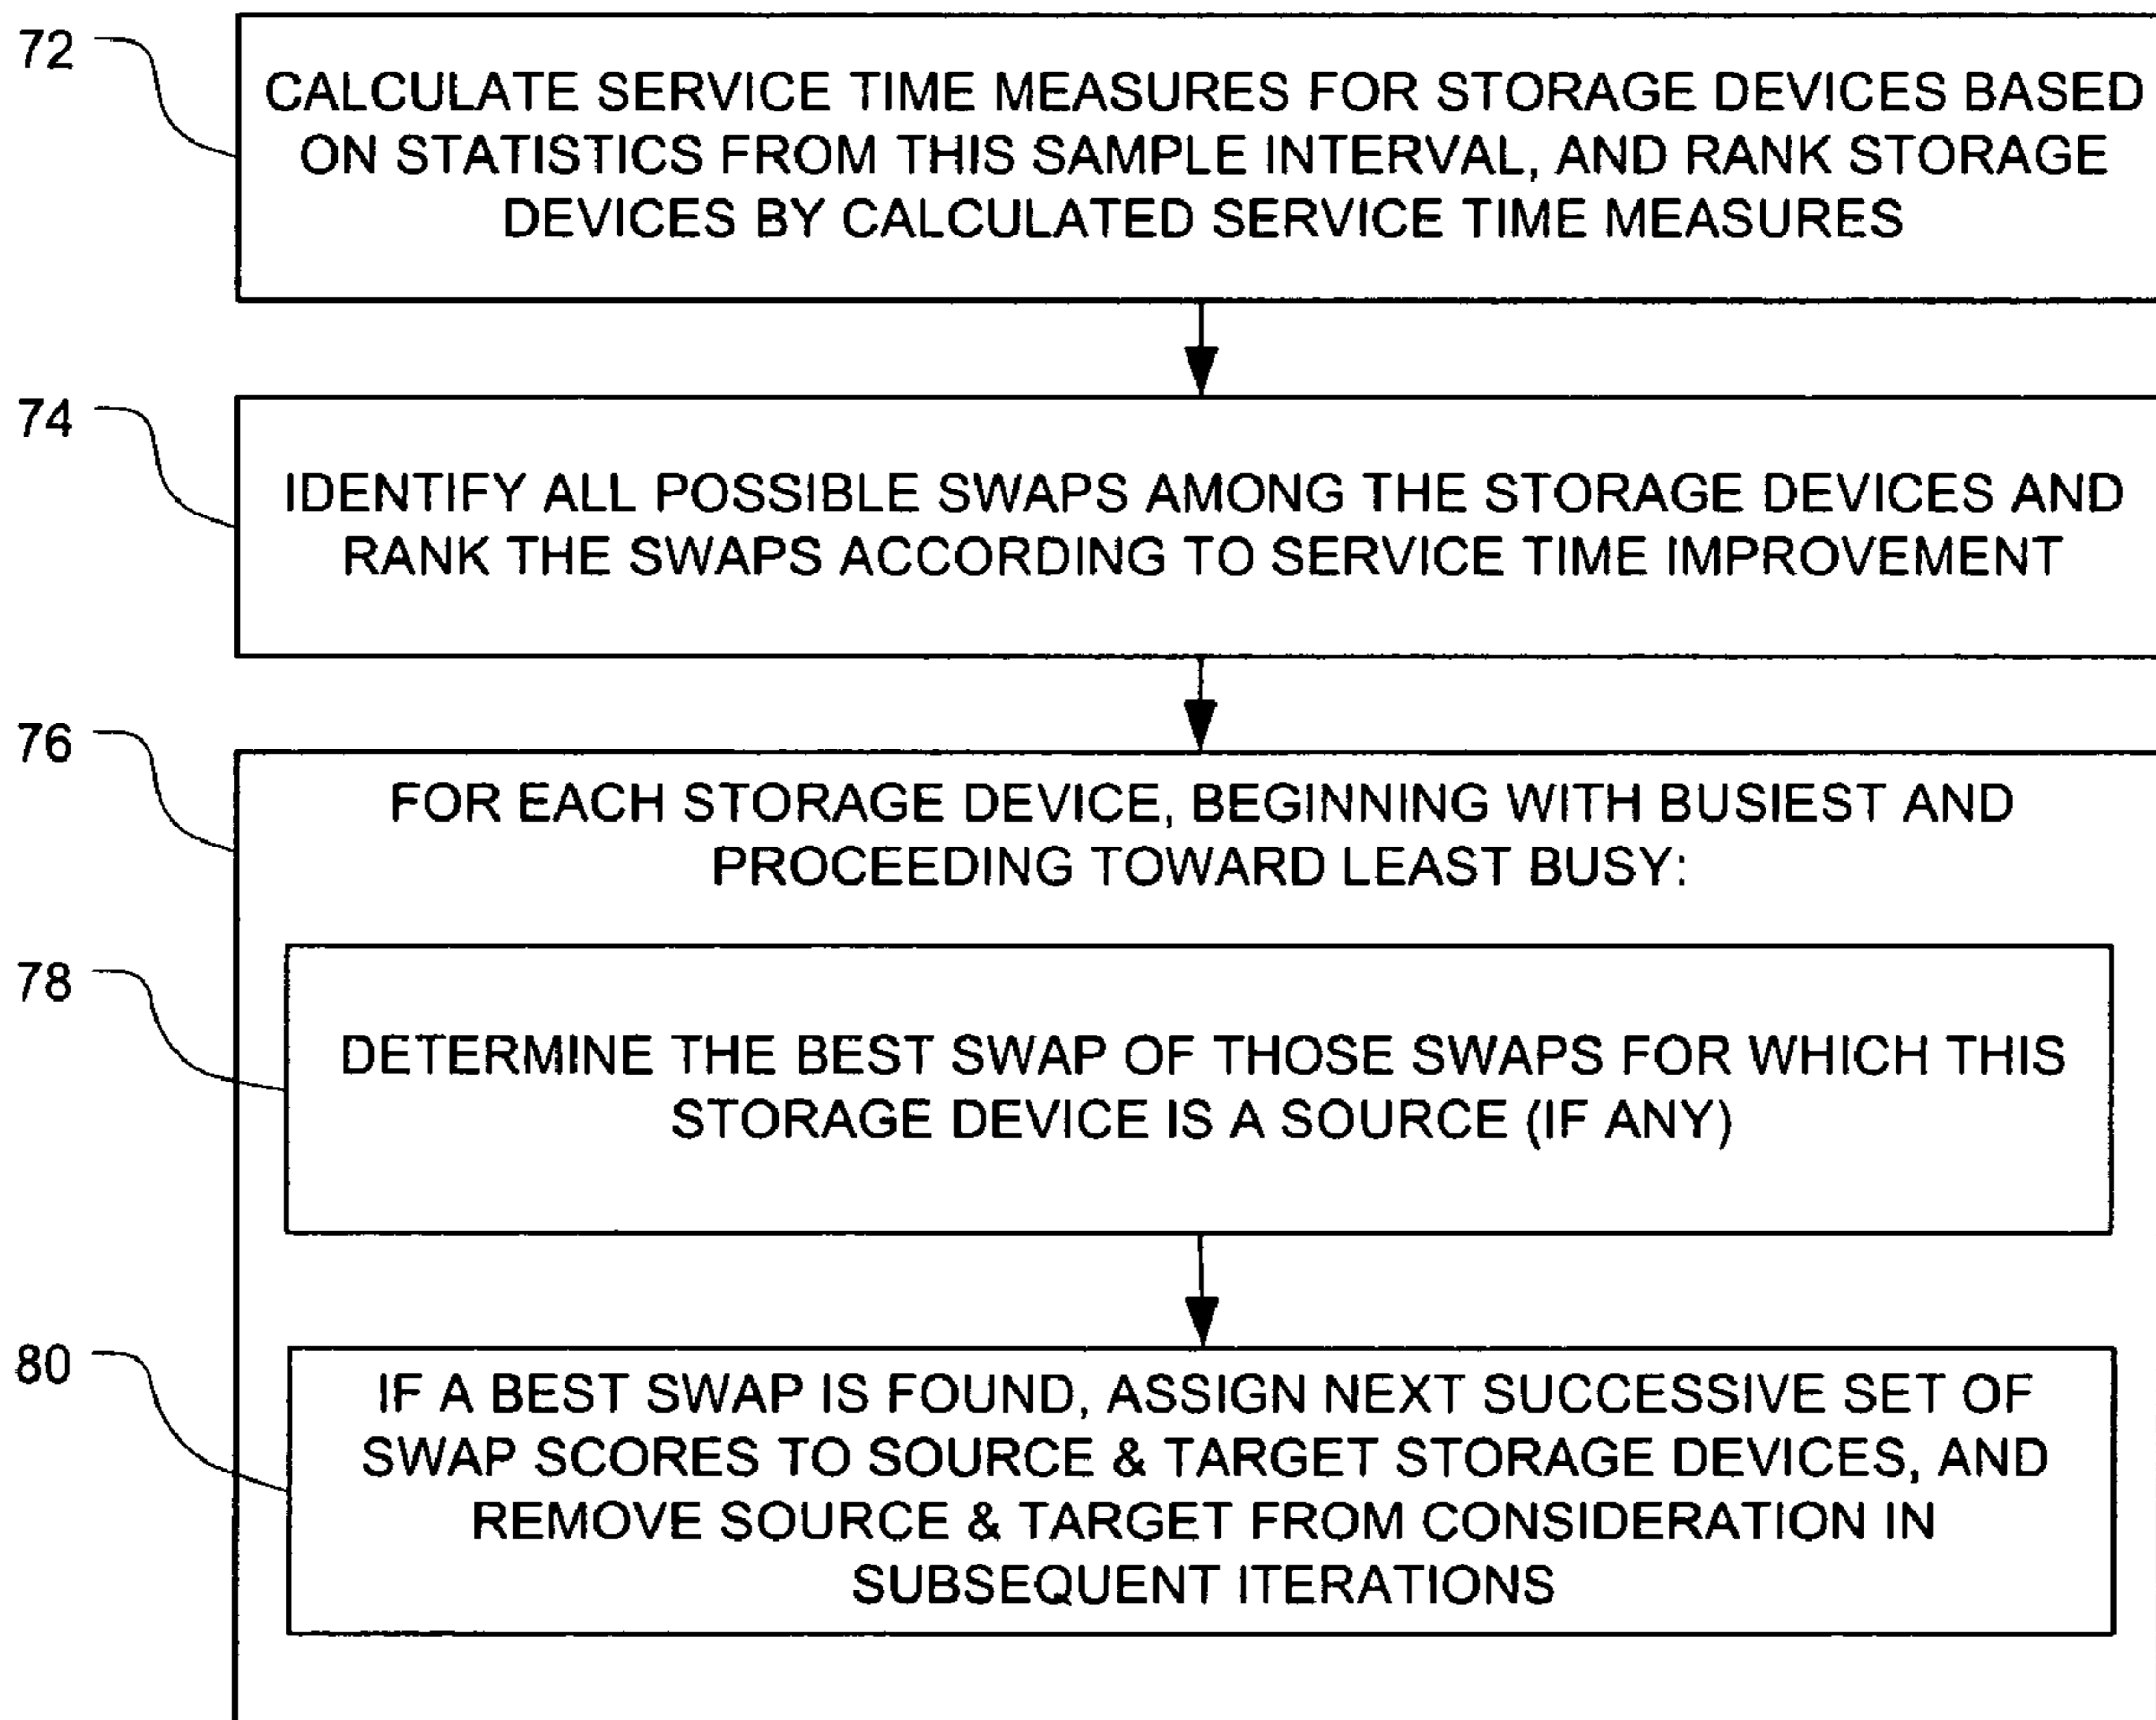 72
CALCULATE SERVICE TIME MEASURES FOR STORAGE DEVICES BASED
ON STATISTICS FROM THIS SAMPLE INTERVAL, AND RANK STORAGE
DEVICES BY CALCULATED SERVICE TIME MEASURES
74
IDENTIFY ALL POSSIBLE SWAPS AMONG THE STORAGE DEVICES AND
RANK THE SWAPS ACCORDING TO SERVICE TIME IMPROVEMENT
76
FOR EACH STORAGE DEVICE, BEGINNING WITH BUSIEST AND
PROCEEDING TOWARD LEAST BUSY:
78
DETERMINE THE BEST SWAP OF THOSE SWAPS FOR WHICH THIS
STORAGE DEVICE IS A SOURCE (IF ANY)
80
IF A BEST SWAP IS FOUND, ASSIGN NEXT SUCCESSIVE SET OF
SWAP SCORES TO SOURCE & TARGET STORAGE DEVICES, AND
REMOVE SOURCE & TARGET FROM CONSIDERATION IN
SUBSEQUENT ITERATIONS